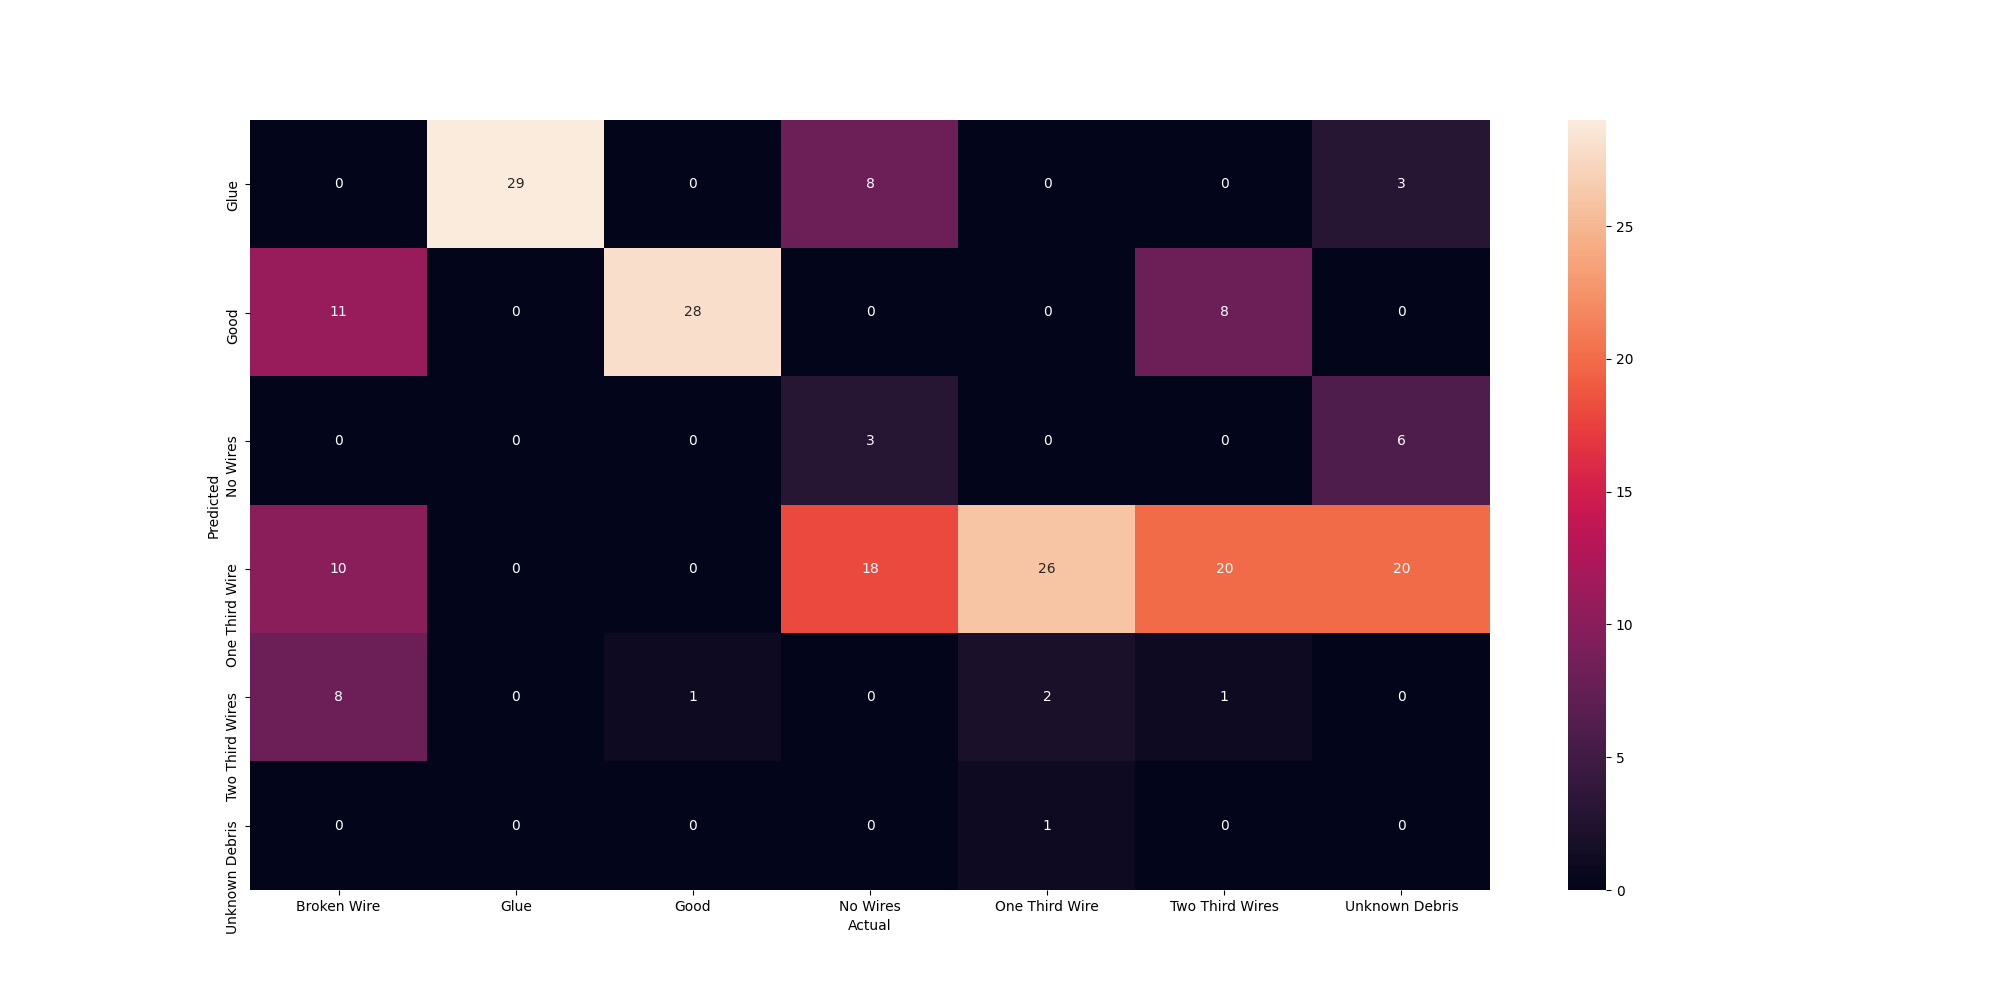 Predicted
Glue 0 29 0 8 0 0 3
Good 11 0 28 0 0 8 0
No Wires 0 0 0 3 0 0 6
One Third Wire 10 0 0 18 26 20 20
Two Third Wires 8 0 1 0 2 1 0
Unknown Debris 0 0 0 0 1 0 0
Broken Wire Glue Good No Wires One Third Wire Two Third Wires Unknown Debris
Actual
25
20
15
10
5
0